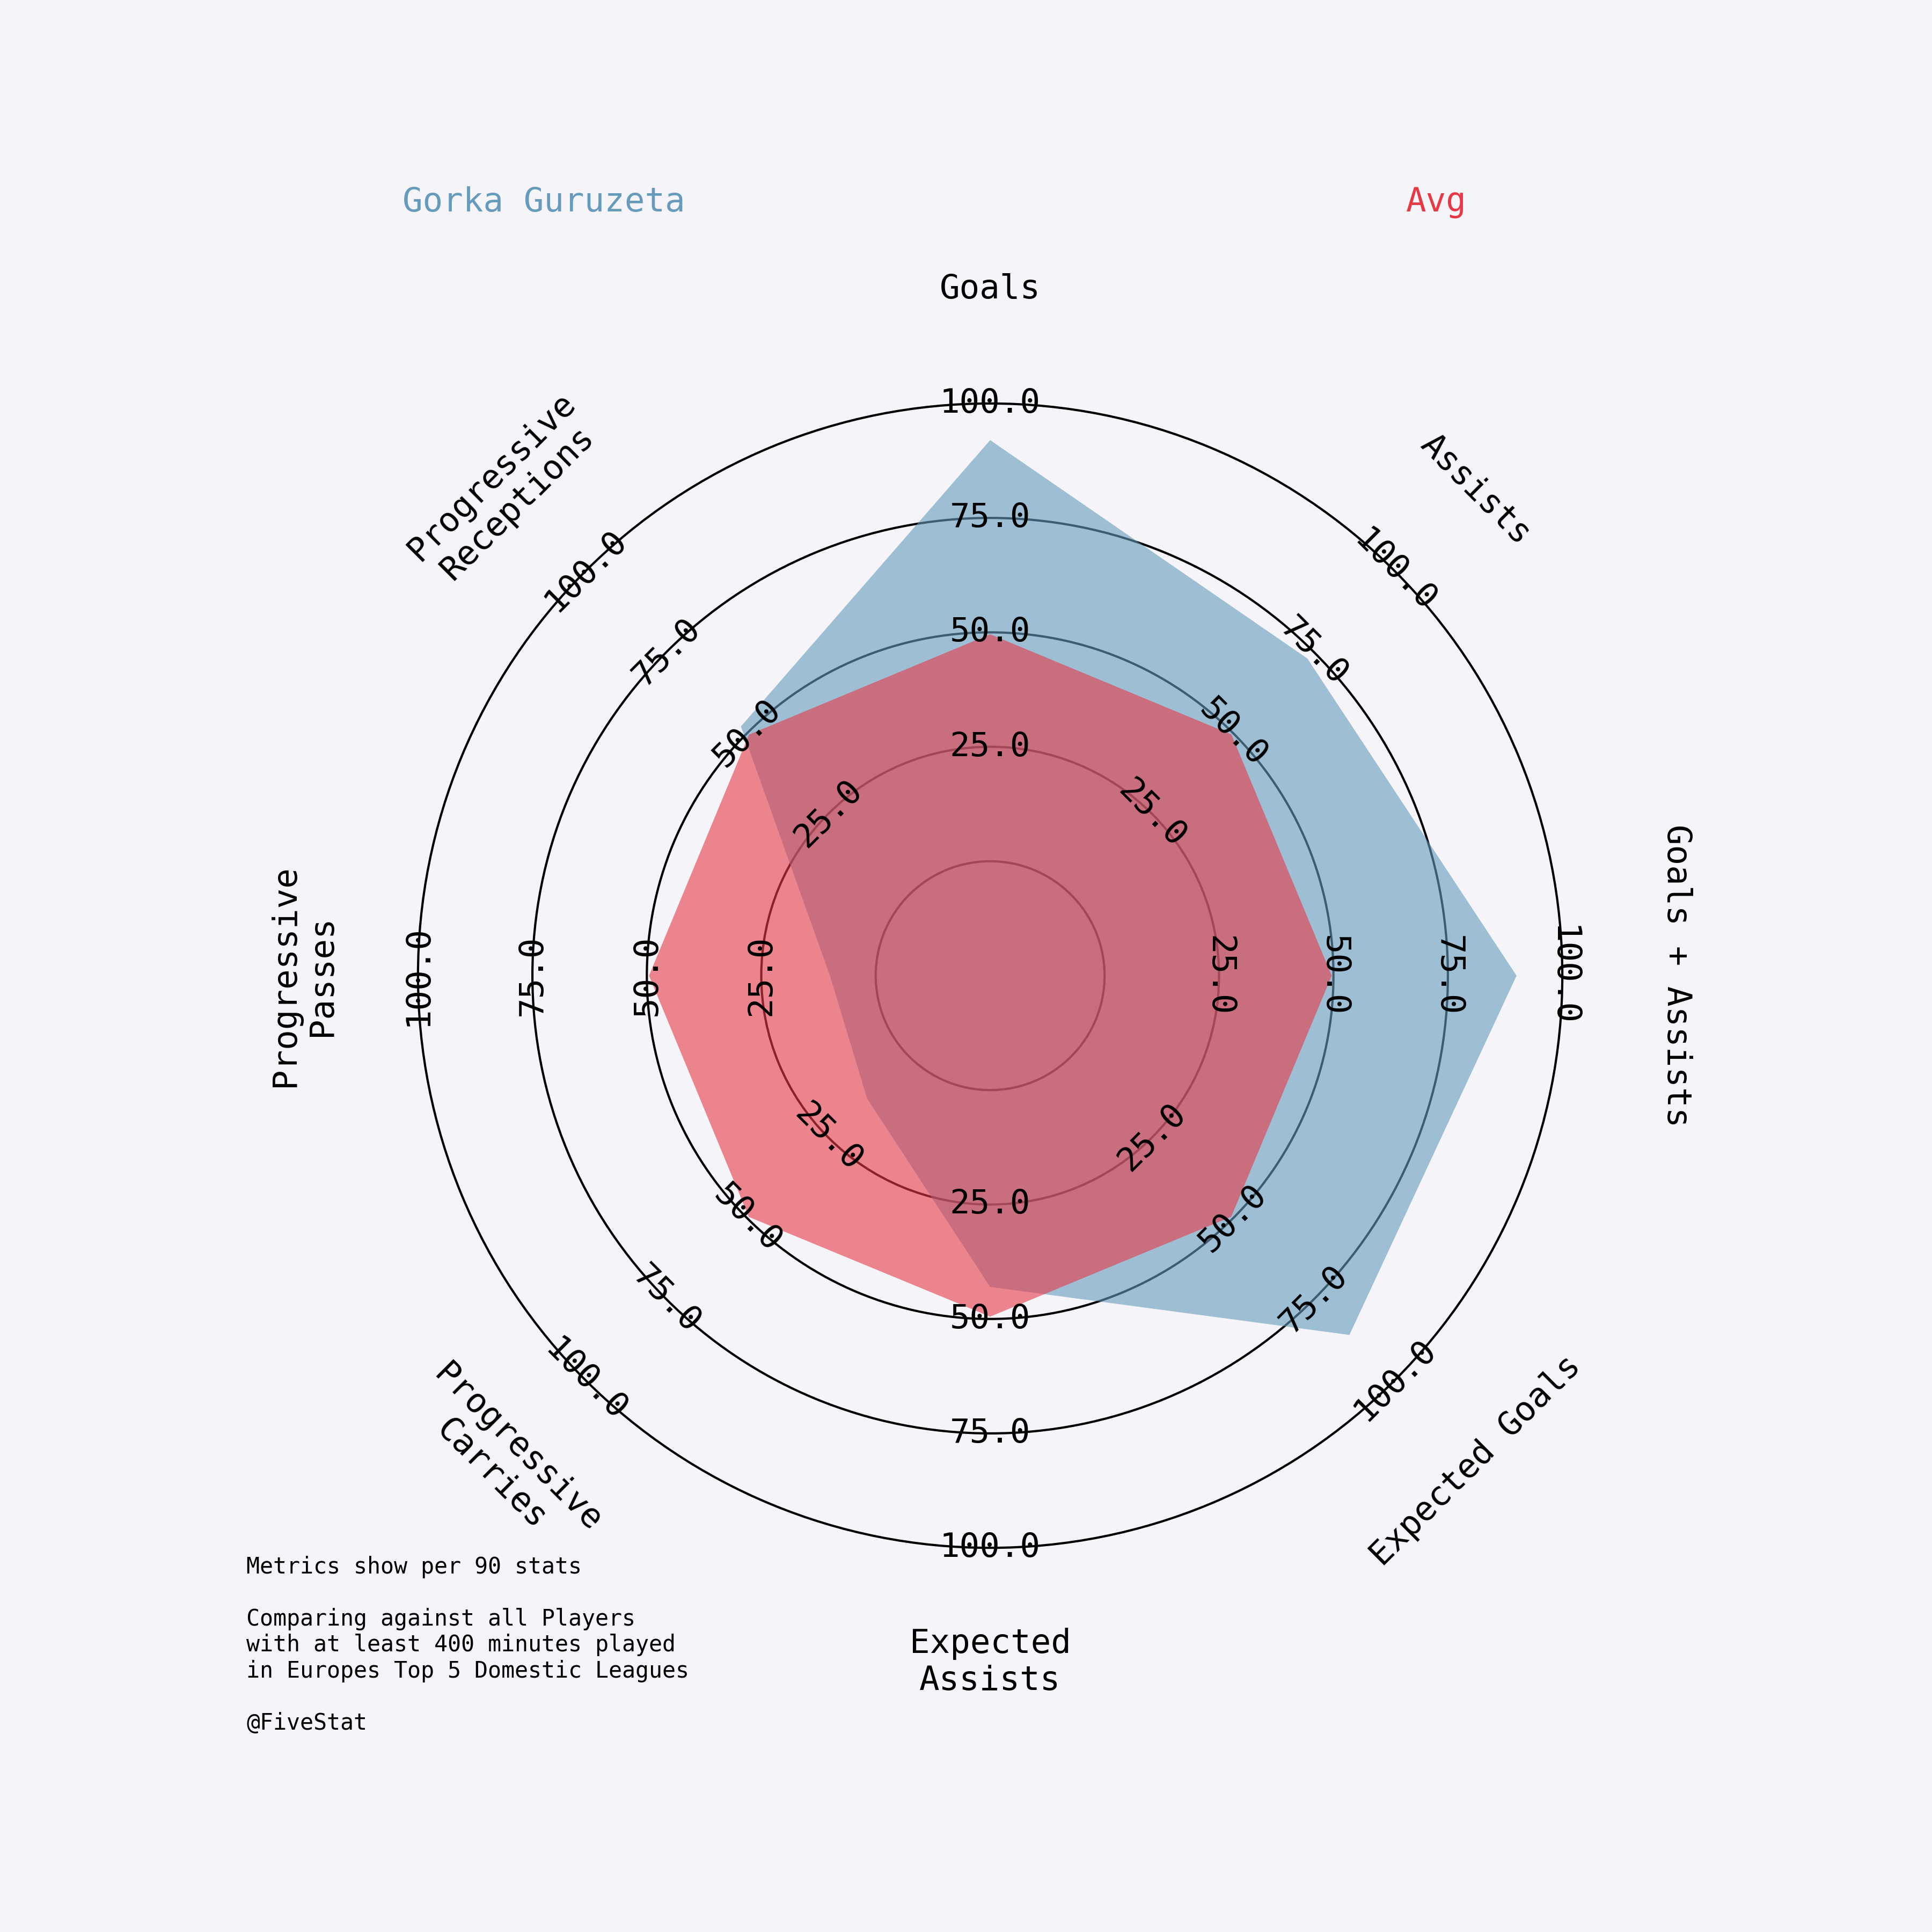 Gorka Guruzeta
Avg
Goals
Assists
Goals + Assists
Expected Goals
Expected
Assists
Progressive
Carries
Progressive
Passes
Progressive
Receptions
25.0
50.0
75.0
100.0
25.0
50.0
75.0
100.0
25.0
50.0
75.0
100.0
25.0
50.0
75.0
100.0
25.0
50.0
75.0
100.0
25.0
50.0
75.0
100.0
25.0
50.0
75.0
100.0
25.0
50.0
75.0
100.0
Metrics show per 90 stats
Comparing against all Players
with at least 400 minutes played
in Europes Top 5 Domestic Leagues
@FiveStat